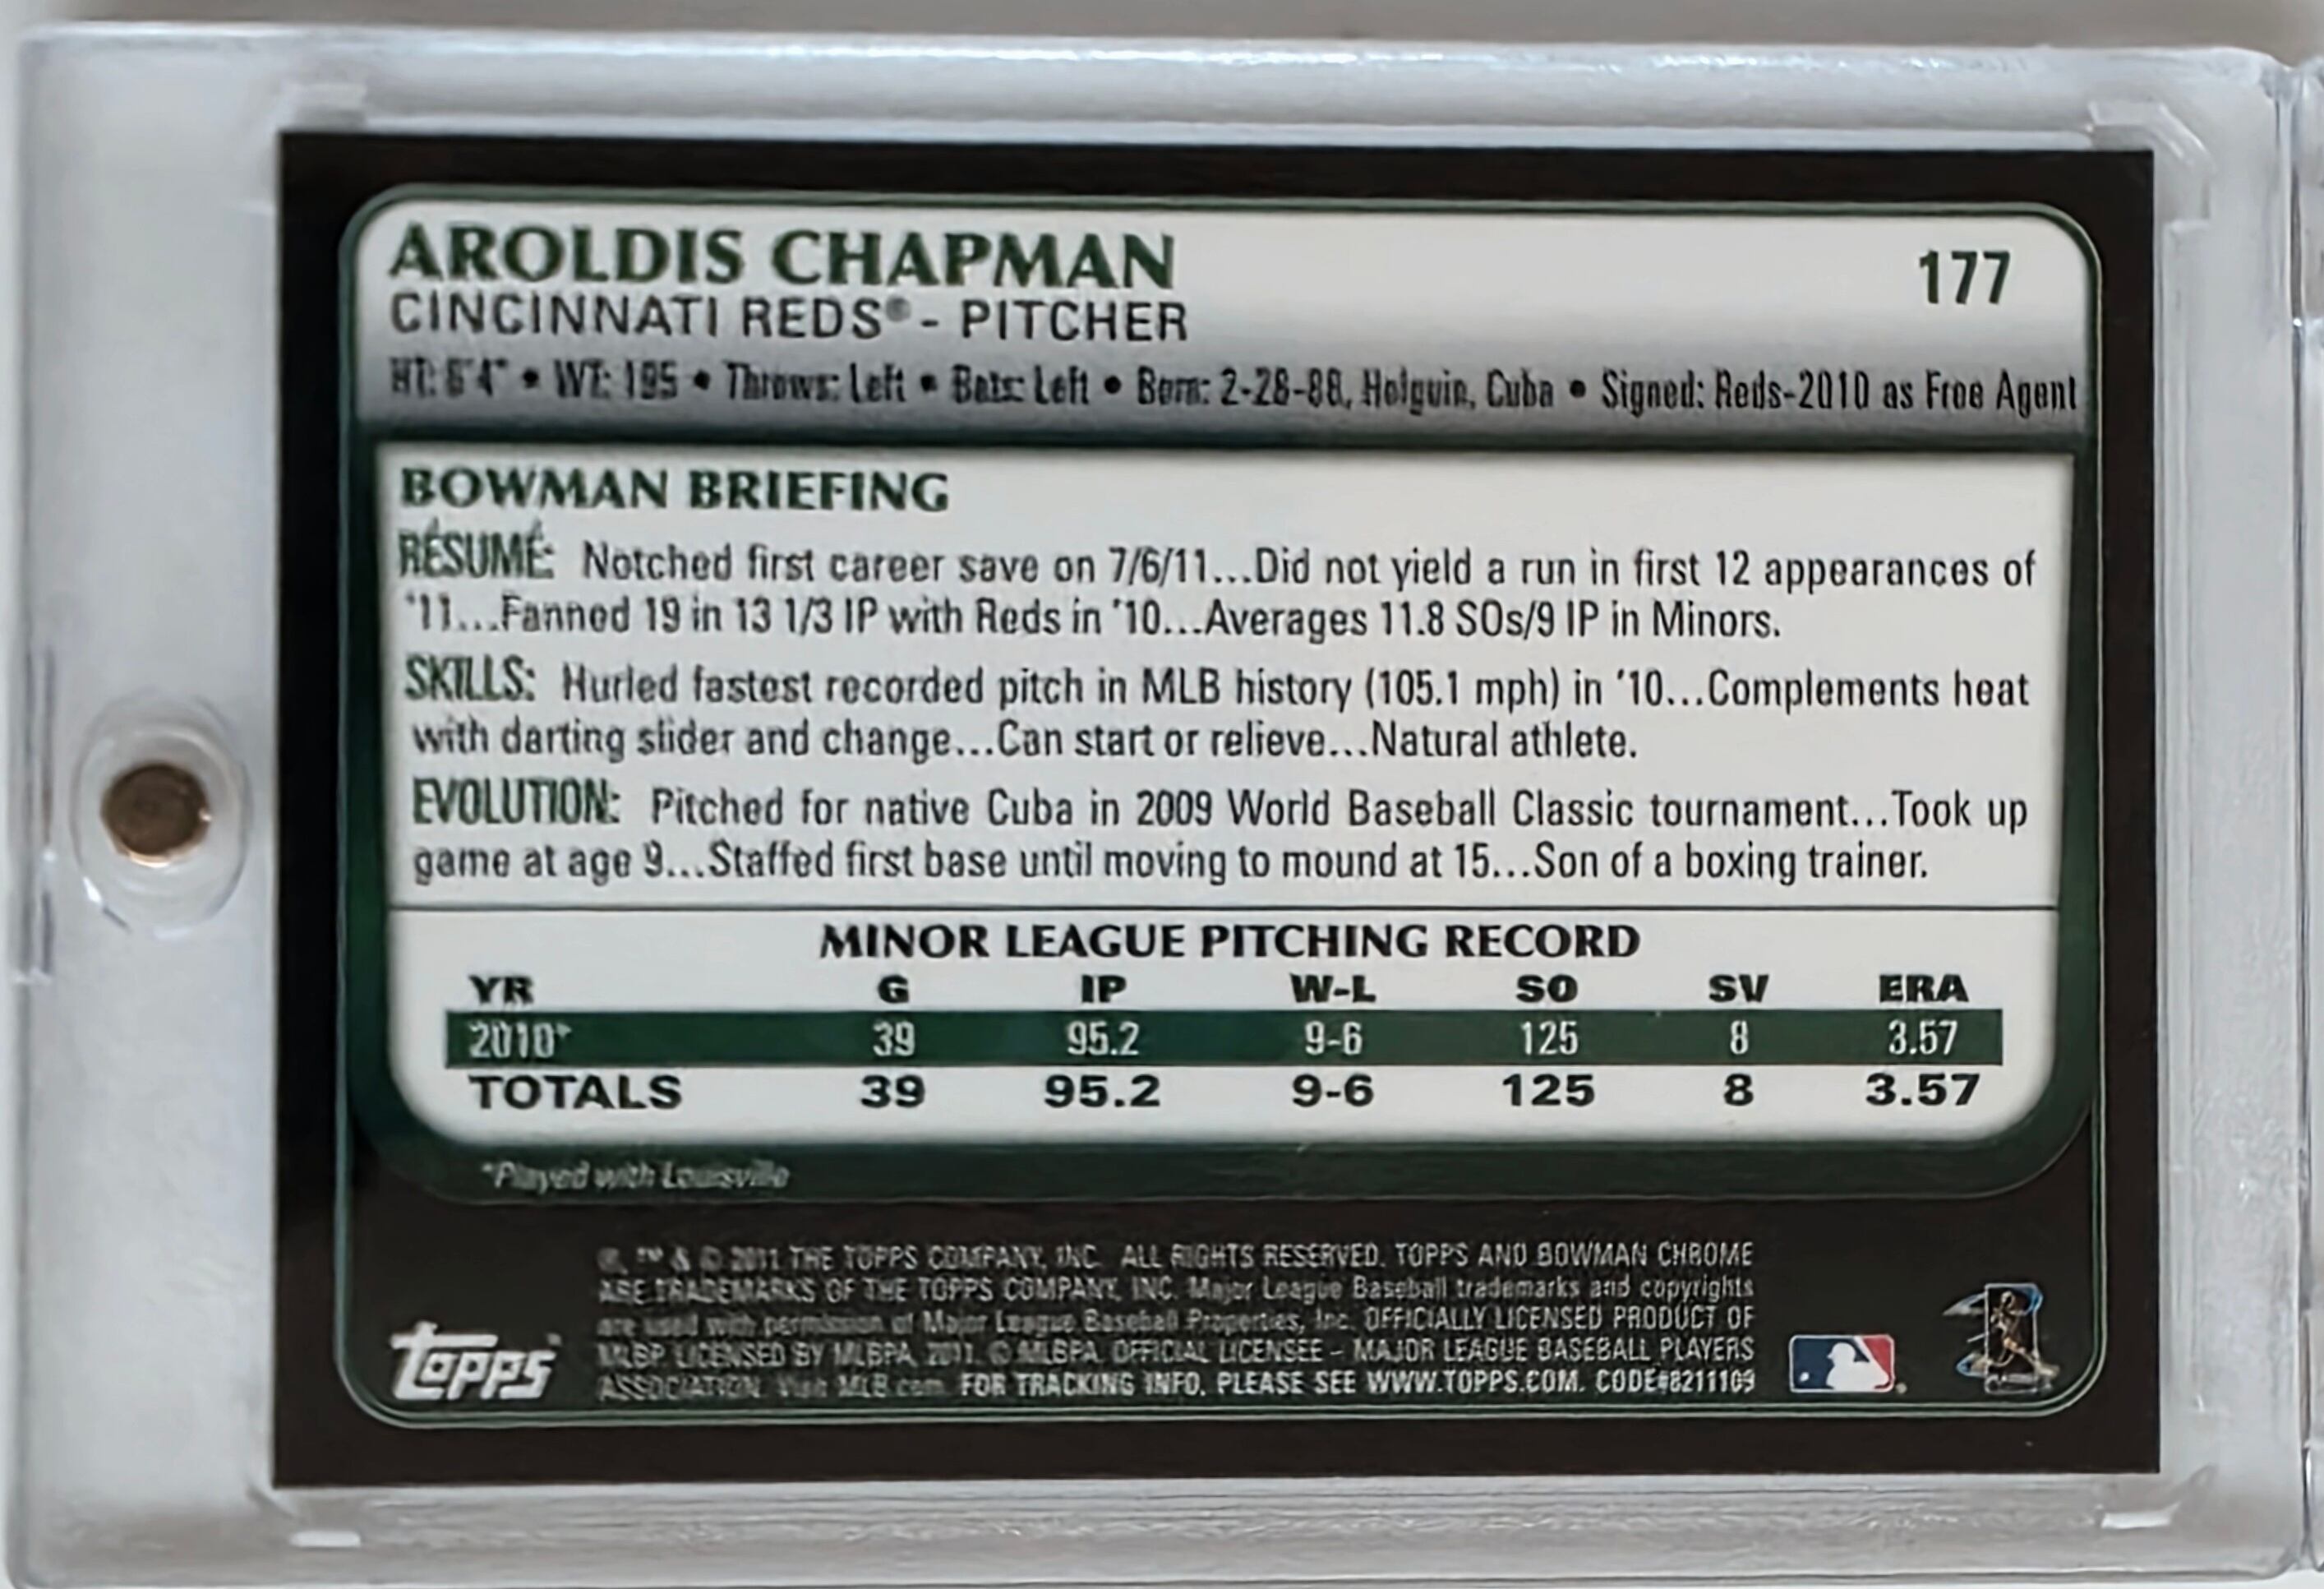 AROLDIS CHAPMAN
177
CINCINNATI REDS® - PITCHER
HT: 6'4" • WT: 195 • Throws: Left • Bats: Left • Born: 2-28-88, Holguin, Cuba • Signed: Reds-2010 as Free Agent
BOWMAN BRIEFING
RÉSUMÉ: Notched first career save on 7/6/11...Did not yield a run in first 12 appearances of
'11...Fanned 19 in 13 1/3 IP with Reds in '10...Averages 11.8 SOs/9 IP in Minors.
SKILLS: Hurled fastest recorded pitch in MLB history (105.1 mph) in '10...Complements heat
with darting slider and change...Can start or relieve...Natural athlete.
EVOLUTION: Pitched for native Cuba in 2009 World Baseball Classic tournament...Took up
game at age 9...Staffed first base until moving to mound at 15...Son of a boxing trainer.
MINOR LEAGUE PITCHING RECORD
YR G IP W-L SO SV ERA
2010* 39 95.2 9-6 125 8 3.57
TOTALS 39 95.2 9-6 125 8 3.57
*Played with Louisville
®, ™ & © 2011 THE TOPPS COMPANY, INC. ALL RIGHTS RESERVED. TOPPS AND BOWMAN CHROME
ARE TRADEMARKS OF THE TOPPS COMPANY, INC. Major League Baseball trademarks and copyrights
are used with permission of Major League Baseball Properties, Inc. OFFICIALLY LICENSED PRODUCT OF
MLBP. LICENSED BY MLBPA, 2011. © MLBPA. OFFICIAL LICENSEE – MAJOR LEAGUE BASEBALL PLAYERS
ASSOCIATION. Visit MLB.com. FOR TRACKING INFO, PLEASE SEE WWW.TOPPS.COM. CODE#8211109
Topps